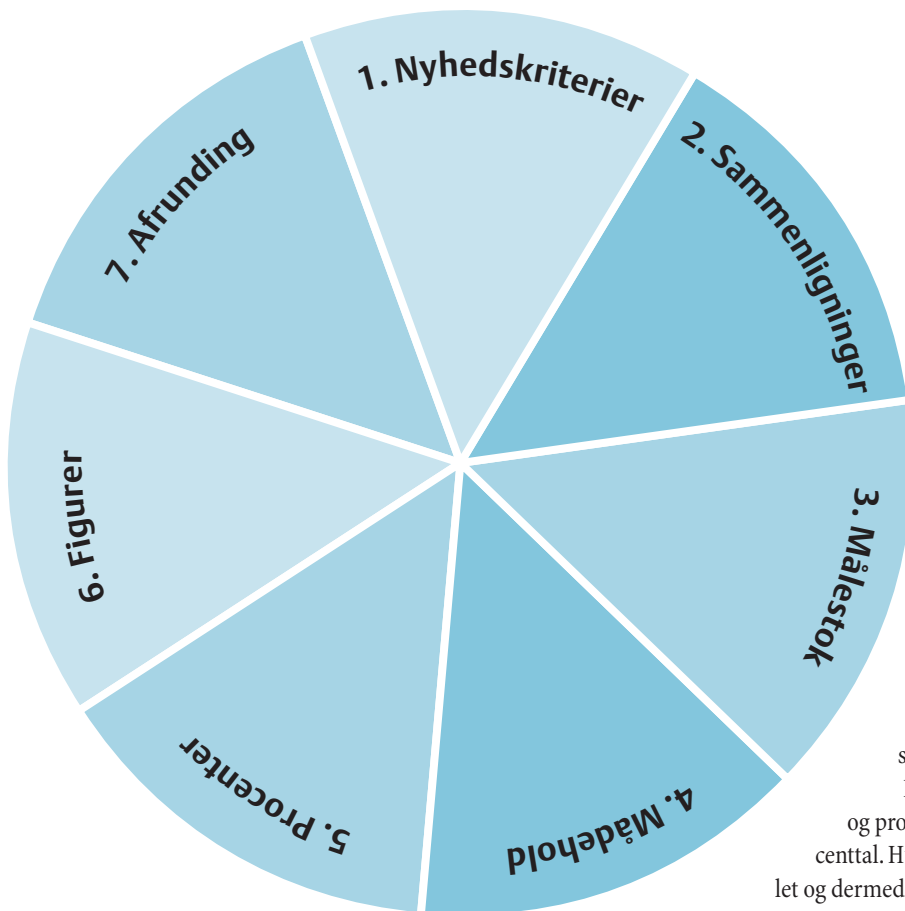 1. Nyhedskriterier
2. Sammenligninger
3. Målestok
4. Mådehold
5. Procenter
6. Figurer
7. Afrunding
og pro
centtal. H
let og dermed